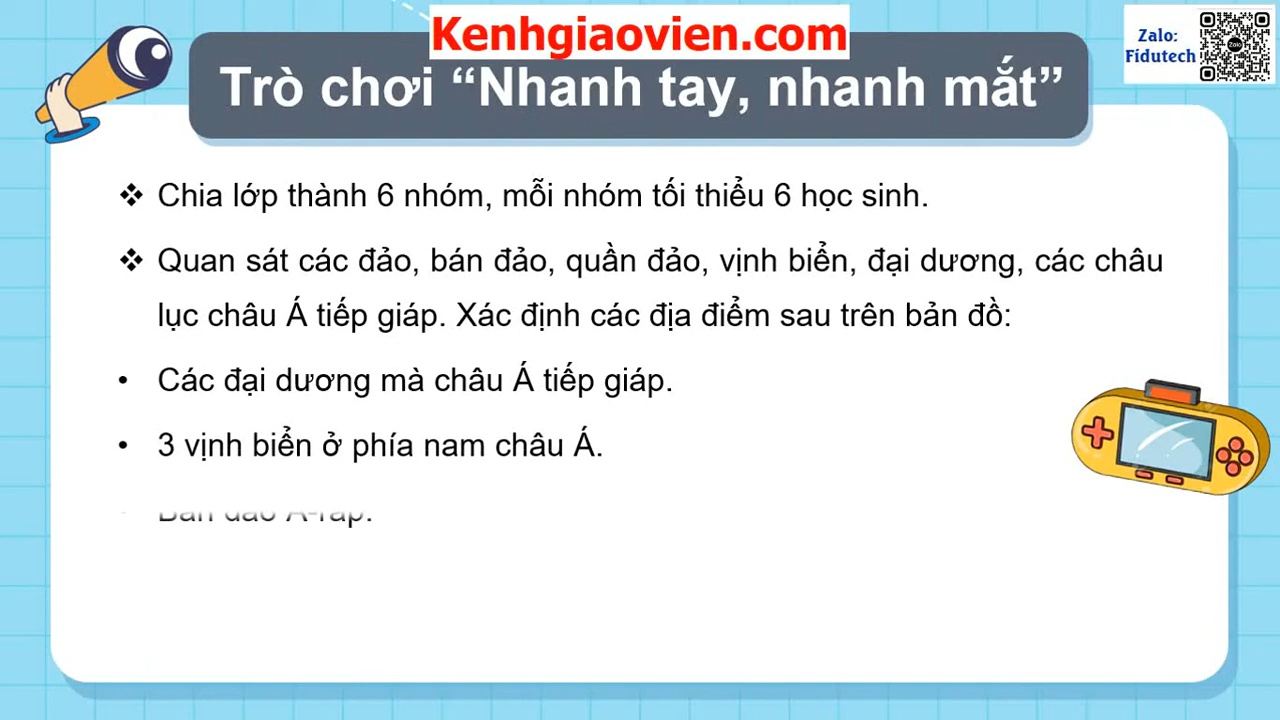 Kenhgiaovien.com
Zalo:
Fidutech
Trò chơi “Nhanh tay, nhanh mắt”
❖ Chia lớp thành 6 nhóm, mỗi nhóm tối thiểu 6 học sinh.
❖ Quan sát các đảo, bán đảo, quần đảo, vịnh biển, đại dương, các châu
lục châu Á tiếp giáp. Xác định các địa điểm sau trên bản đồ:
• Các đại dương mà châu Á tiếp giáp.
• 3 vịnh biển ở phía nam châu Á.